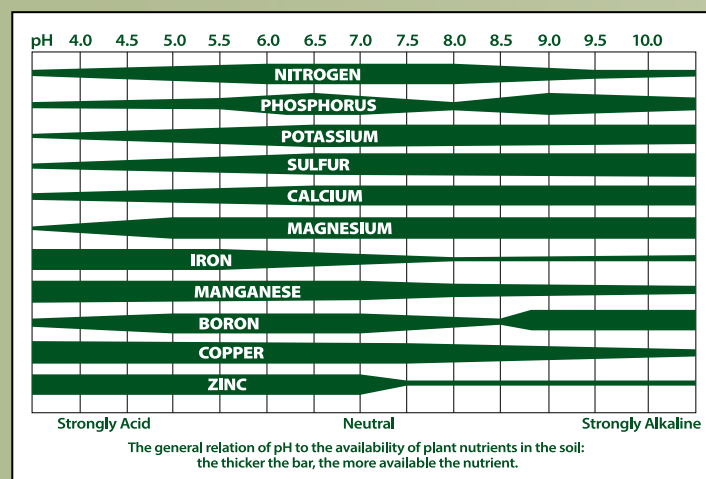 pH 4.0 4.5 5.0 5.5 6.0 6.5 7.0 7.5 8.0 8.5 9.0 9.5 10.0
NITROGEN
PHOSPHORUS
POTASSIUM
SULFUR
CALCIUM
MAGNESIUM
IRON
MANGANESE
BORON
COPPER
ZINC
Strongly Acid Neutral Strongly Alkaline
The general relation of pH to the availability of plant nutrients in the soil:
the thicker the bar, the more available the nutrient.